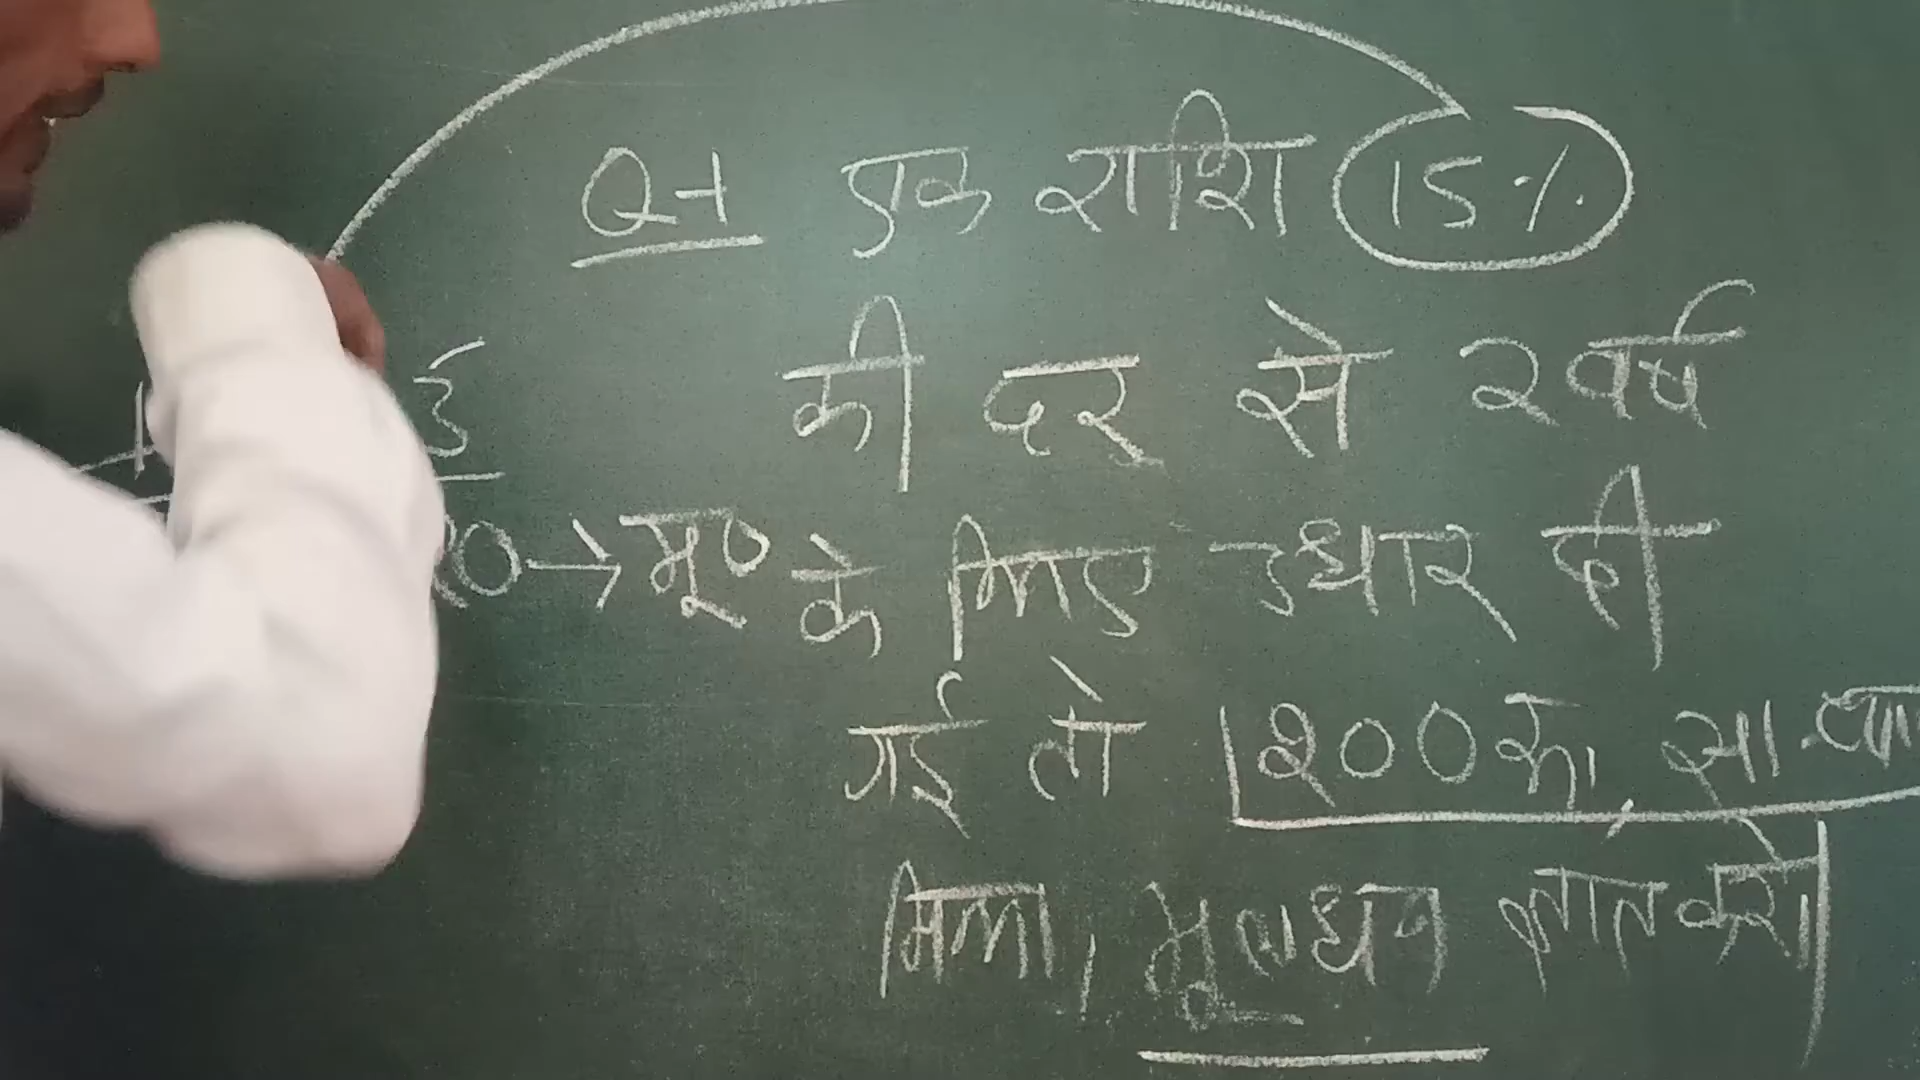 Q-1 एक राशि 15%
की दर से 2 वर्ष
→ मू० के लिए उधार दी
गई तो 1200 रू, सा.
मिला, मूलधन ज्ञात करो।